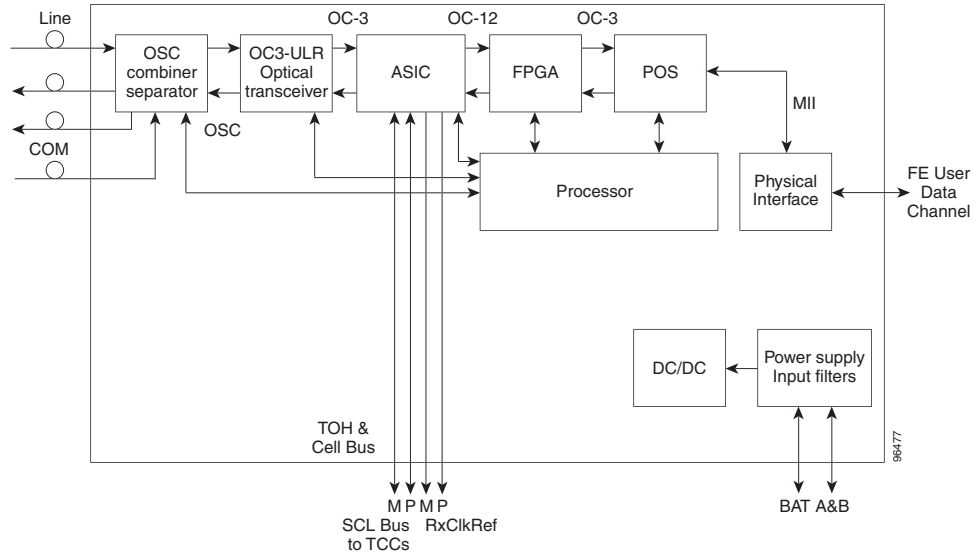 Line
OC-3
OC-12
OC-3
OSC
combiner
separator
OC3-ULR
Optical
transceiver
ASIC
FPGA
POS
MII
OSC
COM
Processor
Physical
Interface
FE User
Data
Channel
DC/DC
Power supply
Input filters
TOH &
Cell Bus
96477
M P M P
SCL Bus
to TCCs
RxClkRef
BAT A&B